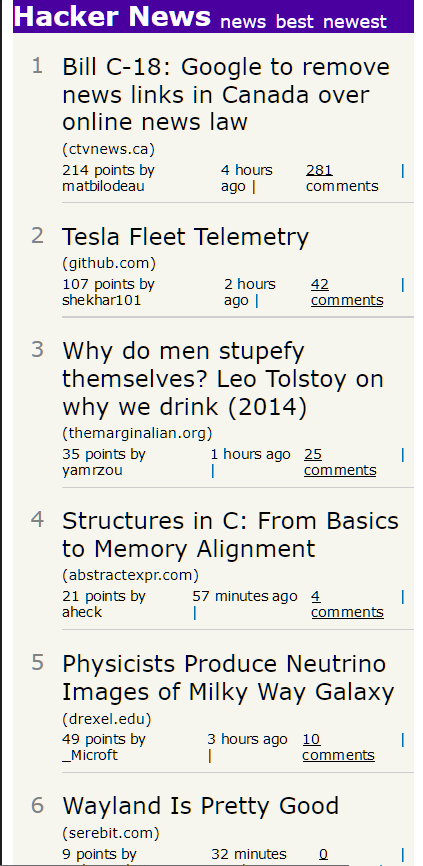 Hacker News news best newest
1 Bill C-18: Google to remove
news links in Canada over
online news law
(ctvnews.ca)
214 points by 4 hours 281 |
matbilodeau ago | comments
2 Tesla Fleet Telemetry
(github.com)
107 points by 2 hours 42 |
shekhar101 ago | comments
3 Why do men stupefy
themselves? Leo Tolstoy on
why we drink (2014)
(themarginalian.org)
35 points by 1 hours ago 25 |
yamrzou | comments
4 Structures in C: From Basics
to Memory Alignment
(abstractexpr.com)
21 points by 57 minutes ago 4 |
aheck | comments
5 Physicists Produce Neutrino
Images of Milky Way Galaxy
(drexel.edu)
49 points by 3 hours ago 10 |
_Microft | comments
6 Wayland Is Pretty Good
(serebit.com)
9 points by 32 minutes 0 |